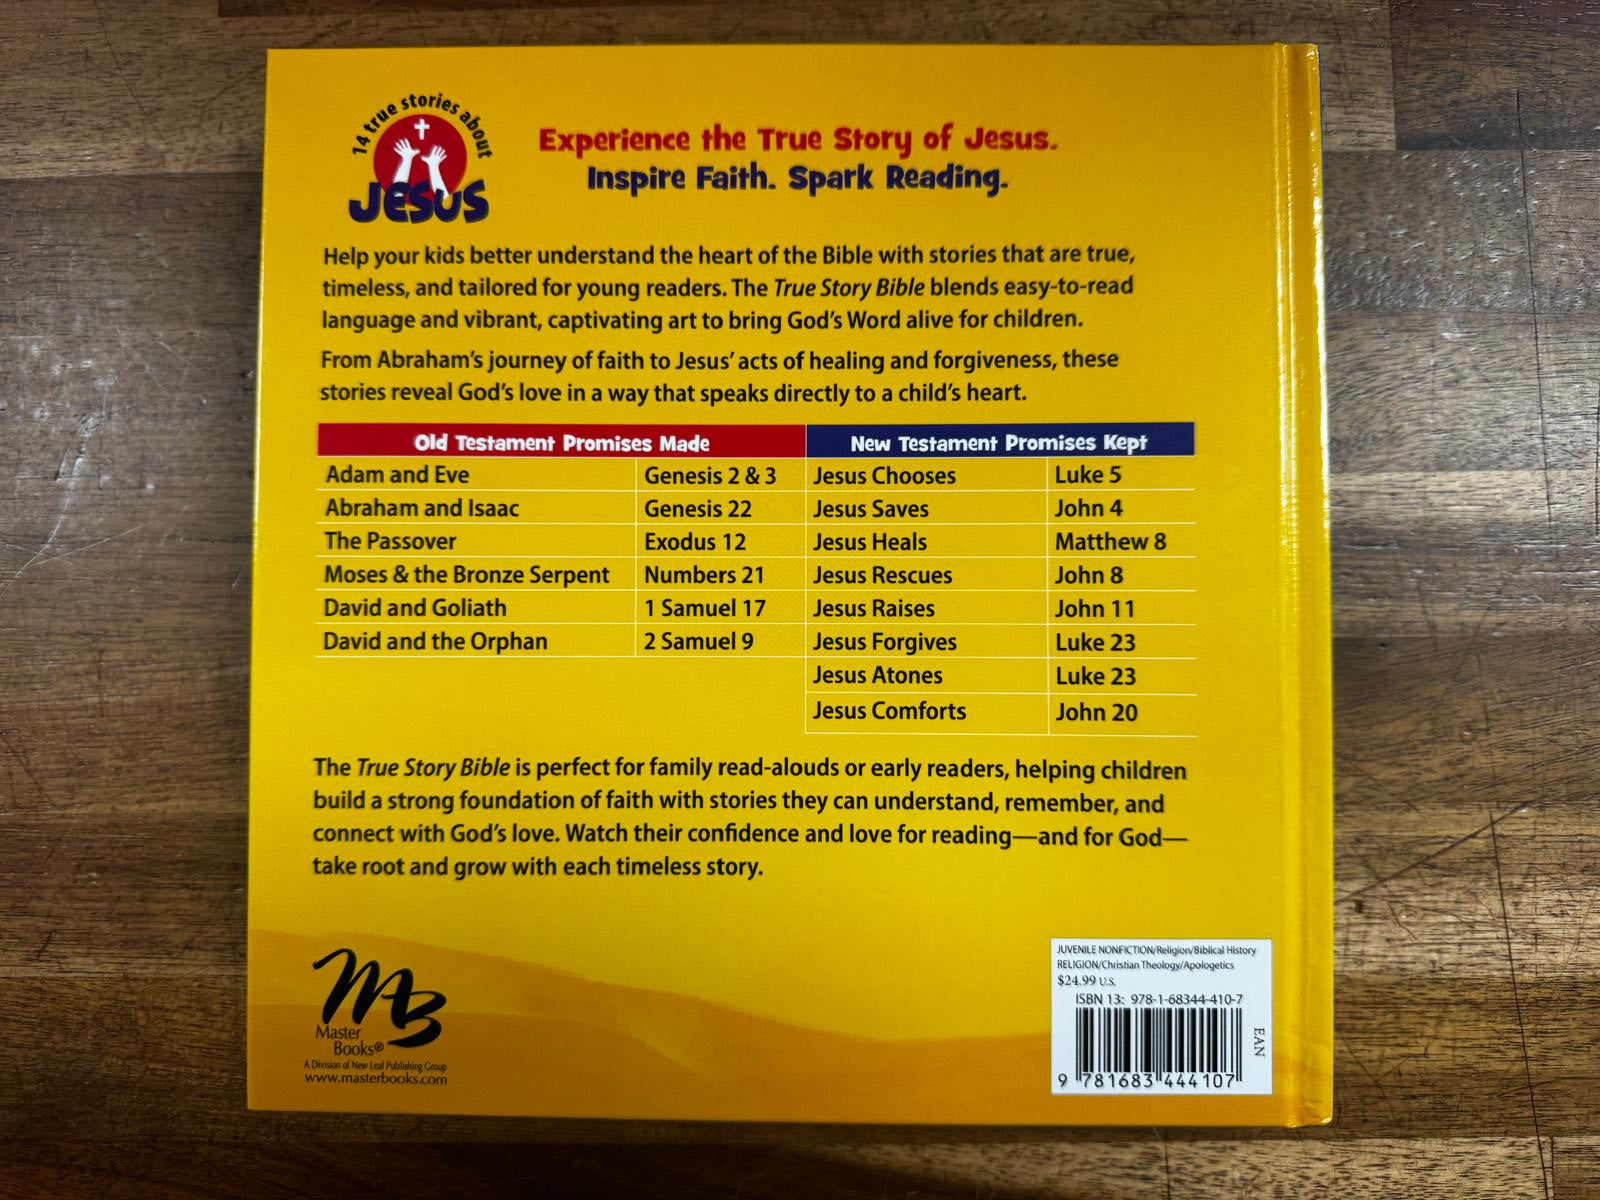 14 true stories about
JESUS
Experience the True Story of Jesus.
Inspire Faith. Spark Reading.
Help your kids better understand the heart of the Bible with stories that are true,
timeless, and tailored for young readers. The True Story Bible blends easy-to-read
language and vibrant, captivating art to bring God's Word alive for children.
From Abraham's journey of faith to Jesus' acts of healing and forgiveness, these
stories reveal God's love in a way that speaks directly to a child's heart.
Old Testament Promises Made New Testament Promises Kept
Adam and Eve Genesis 2 & 3 Jesus Chooses Luke 5
Abraham and Isaac Genesis 22 Jesus Saves John 4
The Passover Exodus 12 Jesus Heals Matthew 8
Moses & the Bronze Serpent Numbers 21 Jesus Rescues John 8
David and Goliath 1 Samuel 17 Jesus Raises John 11
David and the Orphan 2 Samuel 9 Jesus Forgives Luke 23
Jesus Atones Luke 23
Jesus Comforts John 20
The True Story Bible is perfect for family read-alouds or early readers, helping children
build a strong foundation of faith with stories they can understand, remember, and
connect with God's love. Watch their confidence and love for reading—and for God—
take root and grow with each timeless story.
MB
Master
Books®
A Division of New Leaf Publishing Group
www.masterbooks.com
JUVENILE NONFICTION/Religion/Biblical History
RELIGION/Christian Theology/Apologetics
$24.99 U.S.
ISBN 13: 978-1-68344-410-7
EAN
9 781683 444107